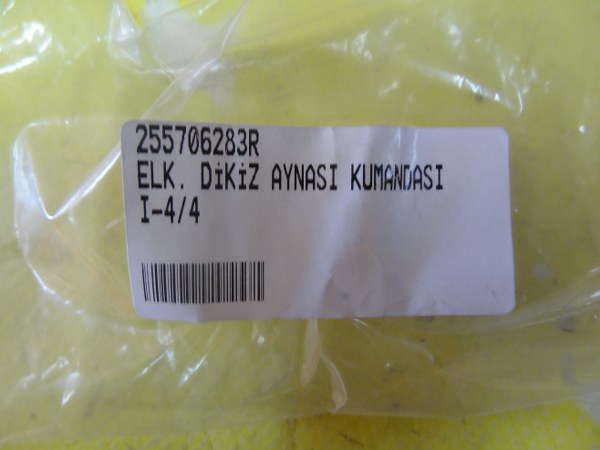 255706283R
ELK. DİKİZ AYNASI KUMANDASI
I-4/4